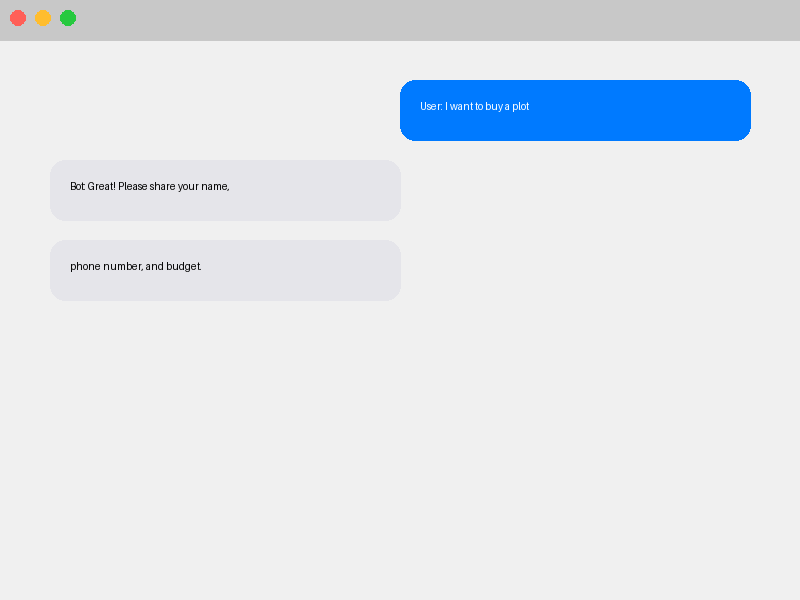 User: I want to buy a plot
Bot: Great! Please share your name,
phone number, and budget.